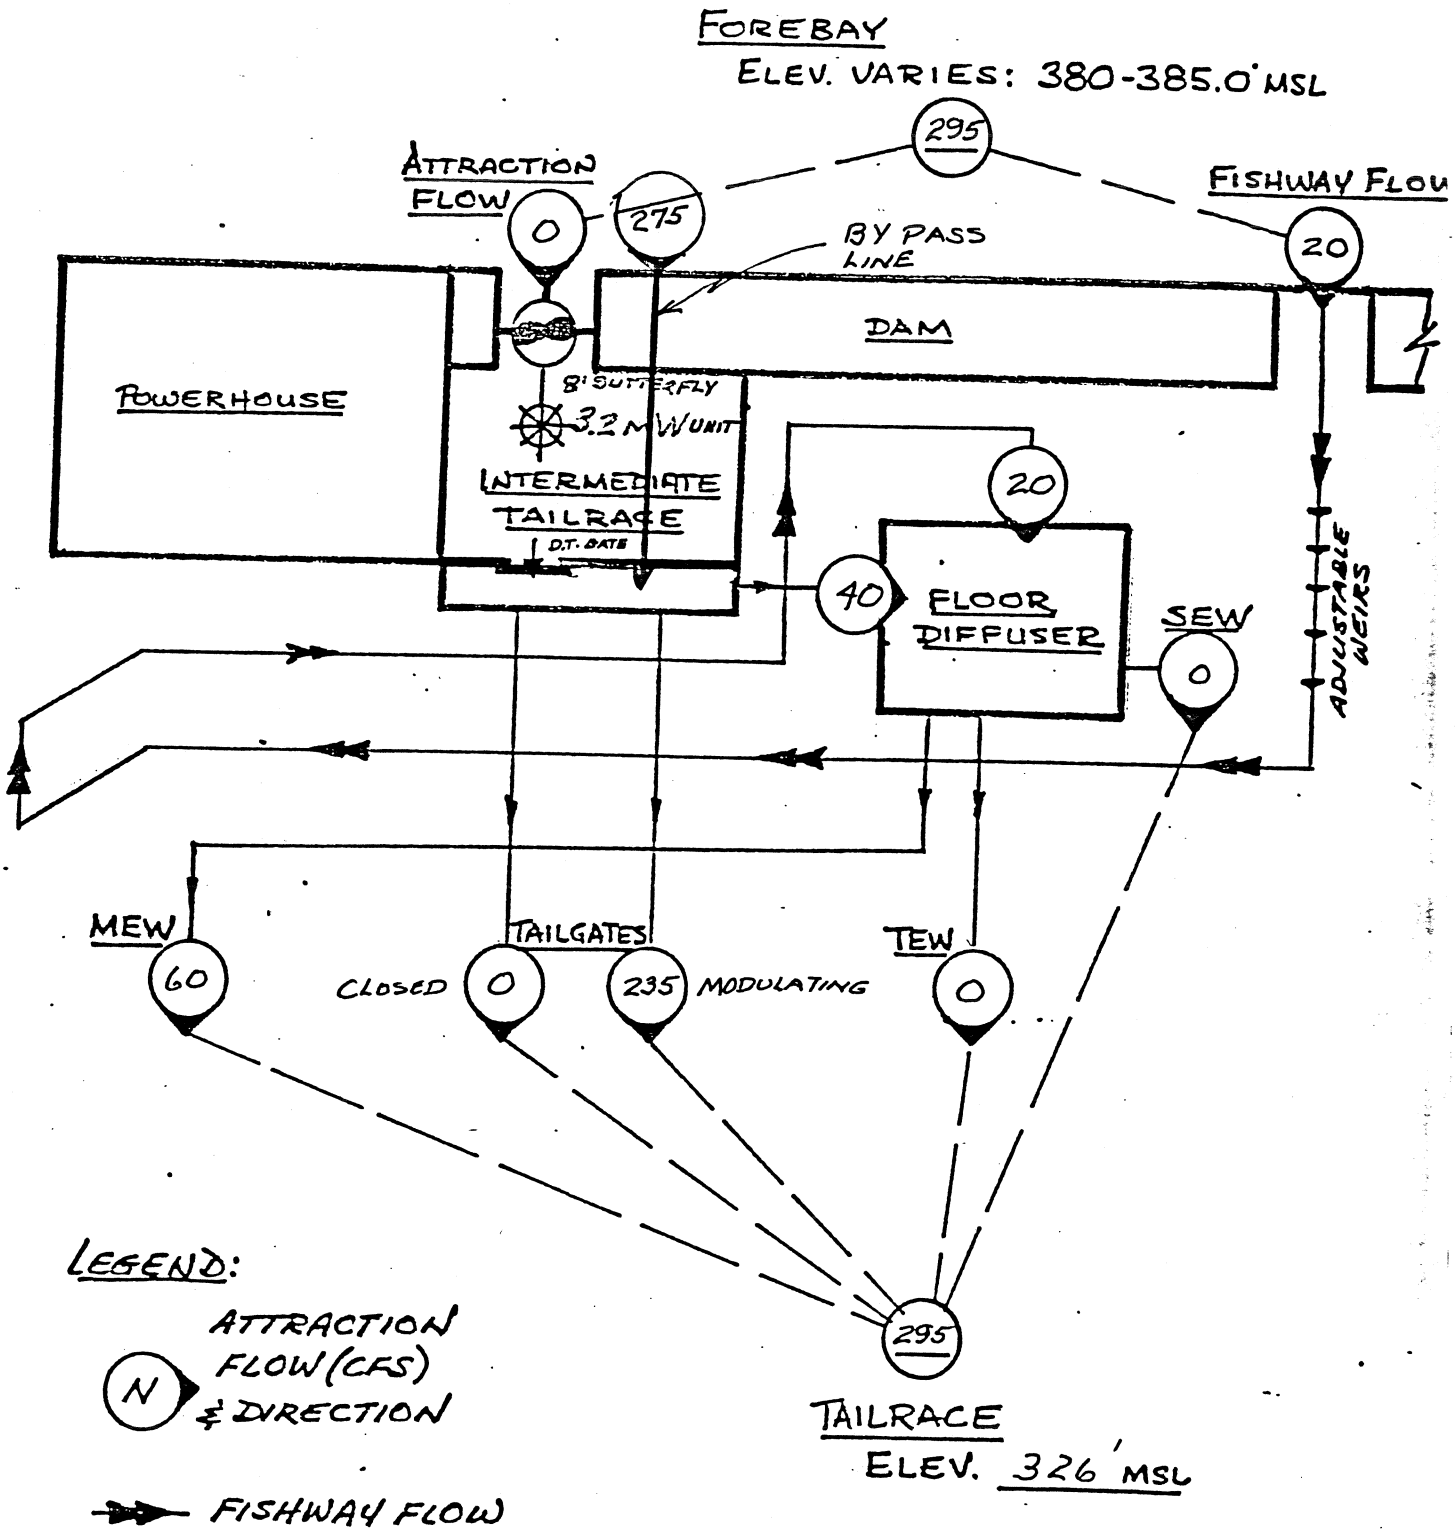 FOREBAY
ELEV. VARIES: 380-385.0' MSL
295
ATTRACTION
FLOW
0
275
FISHWAY FLOW
20
BY PASS
LINE
DAM
POWERHOUSE
8' BUTTERFLY
3.2 MW UNIT
INTERMEDIATE
TAILRACE
D.T. GATE
20
40
FLOOR
DIFFUSER
SEW
0
ADJUSTABLE
WEIRS
MEW
60
TAILGATES
CLOSED
0
235
MODULATING
TEW
0
295
TAILRACE
ELEV. 326' MSL
LEGEND:
N
ATTRACTION
FLOW (CFS)
& DIRECTION
FISHWAY FLOW